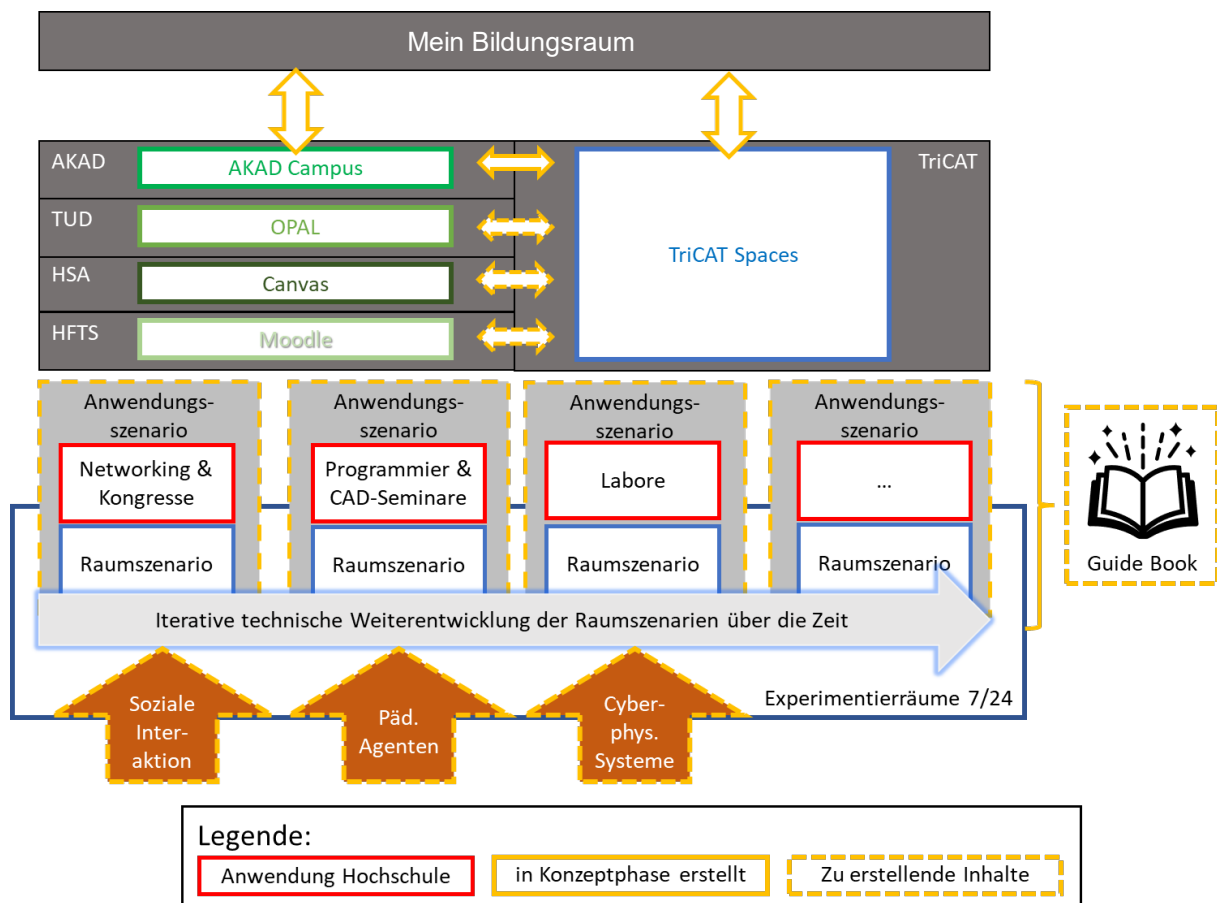 Mein Bildungsraum
AKAD
AKAD Campus
TriCAT
TUD
OPAL
TriCAT Spaces
HSA
Canvas
HFTS
Moodle
Anwendungs-
szenario
Networking &
Kongresse
Raumszenario
Anwendungs-
szenario
Programmier &
CAD-Seminare
Raumszenario
Anwendungs-
szenario
Labore
Raumszenario
Anwendungs-
szenario
...
Raumszenario
Guide Book
Iterative technische Weiterentwicklung der Raumszenarien über die Zeit
Experimentierräume 7/24
Soziale
Inter-
aktion
Päd.
Agenten
Cyber-
phys.
Systeme
Legende:
Anwendung Hochschule
in Konzeptphase erstellt
Zu erstellende Inhalte